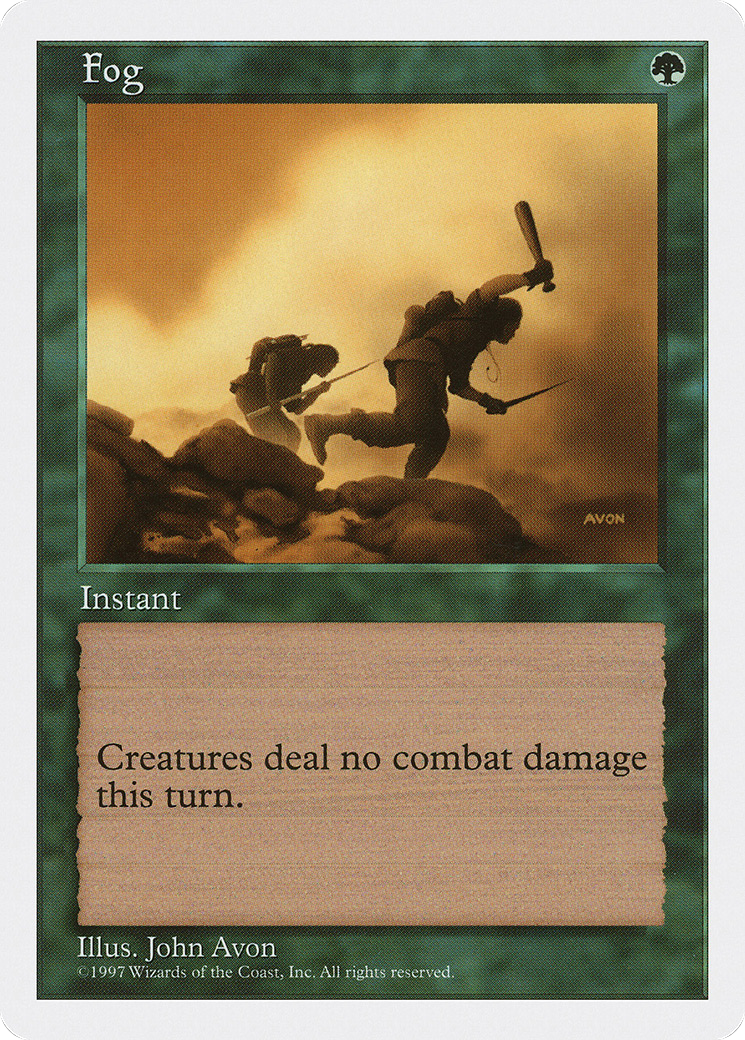 Fog
AVON
Instant
Creatures deal no combat damage
this turn.
Illus. John Avon
©1997 Wizards of the Coast, Inc. All rights reserved.